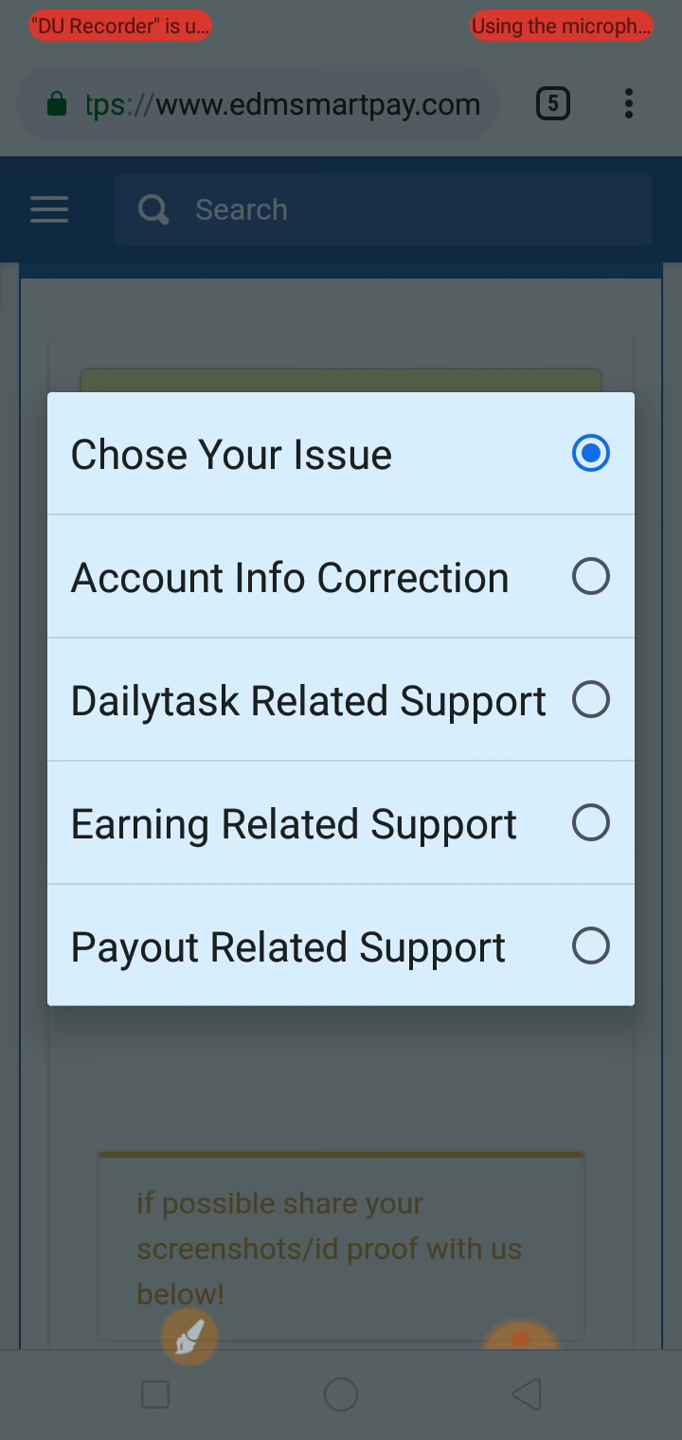 "DU Recorder" is u...
Using the microph...
tps://www.edmsmartpay.com
5
Search
Chose Your Issue
Account Info Correction
Dailytask Related Support
Earning Related Support
Payout Related Support
if possible share your
screenshots/id proof with us
below!